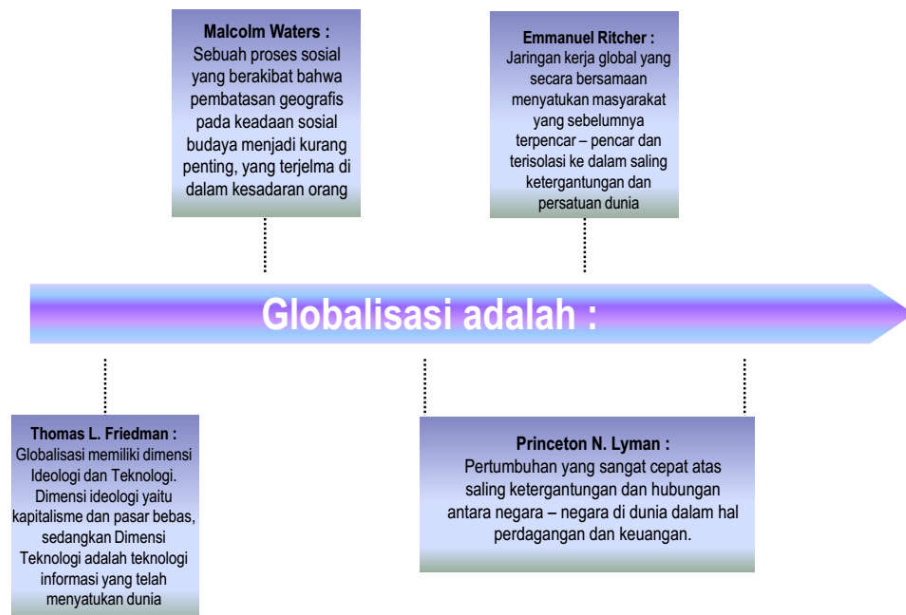 Malcolm Waters :
Sebuah proses sosial
yang berakibat bahwa
pembatasan geografis
pada keadaan sosial
budaya menjadi kurang
penting, yang terjelma di
dalam kesadaran orang
Emmanuel Ritcher :
Jaringan kerja global yang
secara bersamaan
menyatukan masyarakat
yang sebelumnya
terpencar – pencar dan
terisolasi ke dalam saling
ketergantungan dan
persatuan dunia
Globalisasi adalah :
Thomas L. Friedman :
Globalisasi memiliki dimensi
Ideologi dan Teknologi.
Dimensi ideologi yaitu
kapitalisme dan pasar bebas,
sedangkan Dimensi
Teknologi adalah teknologi
informasi yang telah
menyatukan dunia
Princeton N. Lyman :
Pertumbuhan yang sangat cepat atas
saling ketergantungan dan hubungan
antara negara – negara di dunia dalam hal
perdagangan dan keuangan.